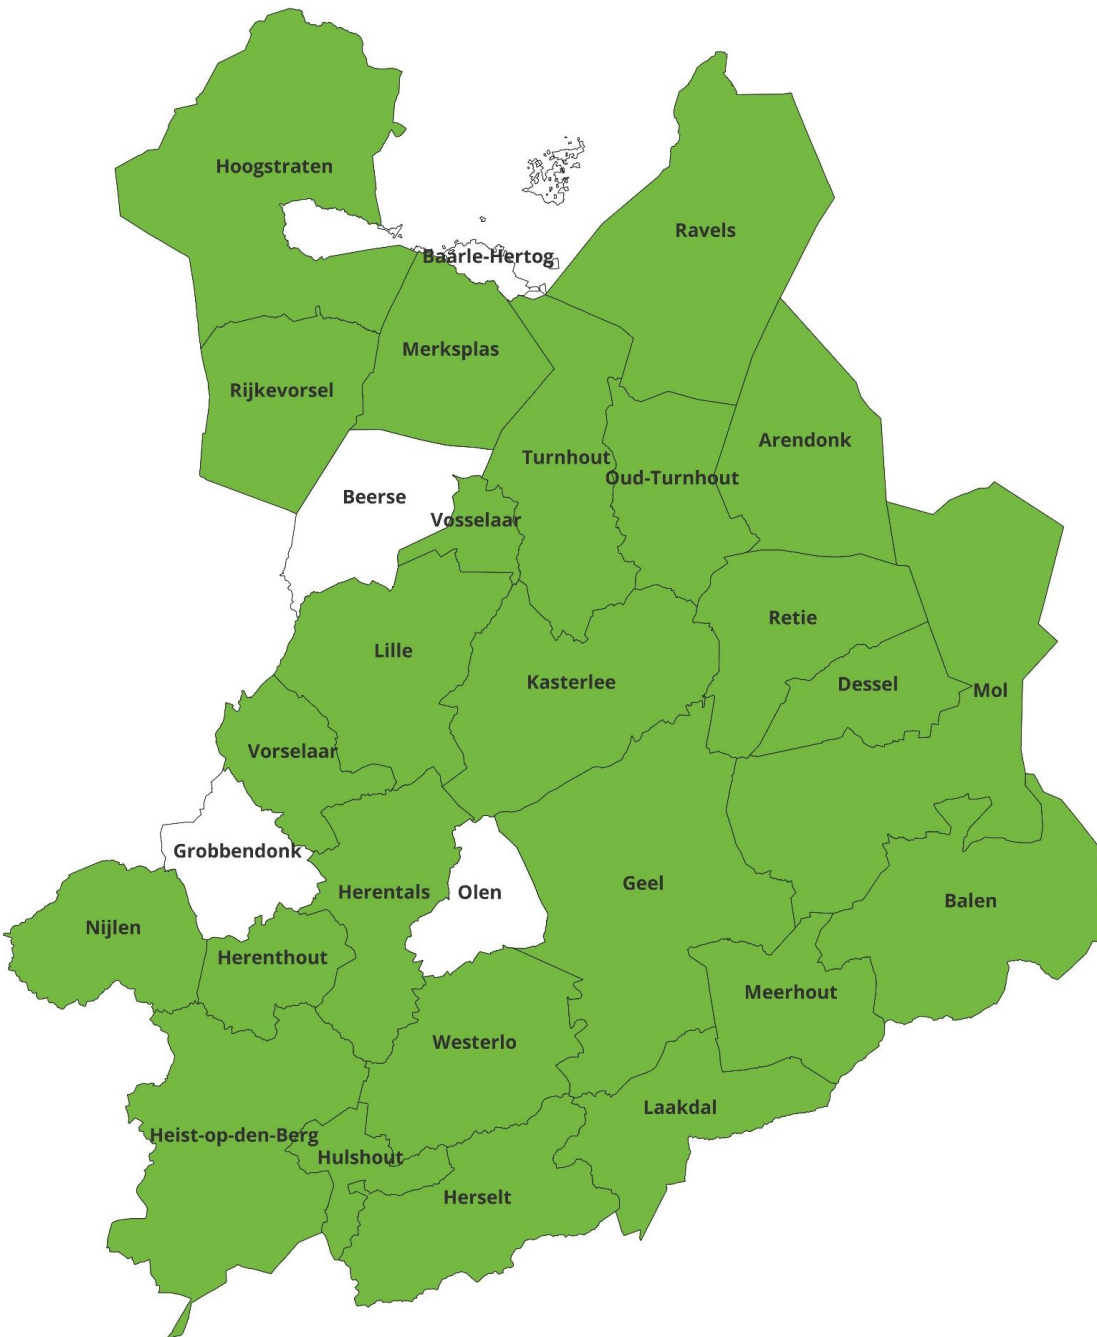 Hoogstraten
Ravels
Baarle-Hertog
Merksplas
Rijkevorsel
Arendonk
Turnhout
Oud-Turnhout
Beerse
Vosselaar
Retie
Lille
Kasterlee
Dessel
Mol
Vorselaar
Grobbendonk
Geel
Herentals
Olen
Balen
Nijlen
Herenthout
Meerhout
Westerlo
Laakdal
Heist-op-den-Berg
Hulshout
Herselt